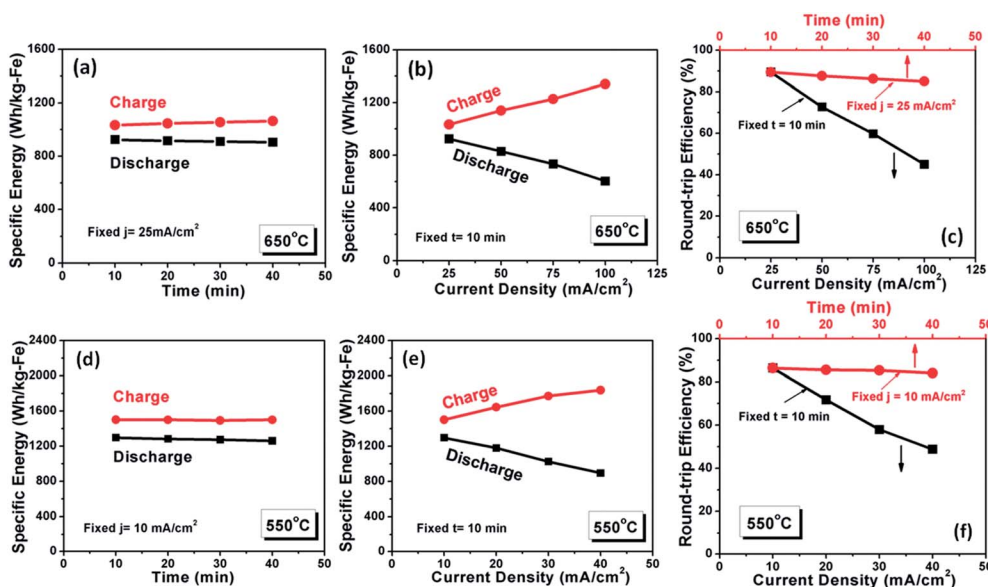 (a)
Specific Energy (Wh/kg-Fe)
1600
1200
800
400
0
Charge
Discharge
Fixed j= 25mA/cm²
650°C
0 10 20 30 40 50
Time (min)
(b)
Specific Energy (Wh/kg-Fe)
1600
1200
800
400
0
Charge
Discharge
Fixed t= 10 min
650°C
0 25 50 75 100 125
Current Density (mA/cm²)
Time (min)
0 10 20 30 40 50
Round-trip Efficiency (%)
100
80
60
40
20
0
Fixed j = 25 mA/cm²
Fixed t = 10 min
650°C
(c)
0 25 50 75 100 125
Current Density (mA/cm²)
(d)
Specific Energy (Wh/kg-Fe)
2400
2000
1600
1200
800
400
0
Charge
Discharge
Fixed j= 10 mA/cm²
550°C
0 10 20 30 40 50
Time (min)
(e)
Specific Energy (Wh/kg-Fe)
2400
2000
1600
1200
800
400
0
Charge
Discharge
Fixed t= 10 min
550°C
0 10 20 30 40 50
Current Density (mA/cm²)
Time (min)
0 10 20 30 40 50
Round-trip Efficiency (%)
100
80
60
40
20
0
Fixed j = 10 mA/cm²
Fixed t = 10 min
550°C
(f)
0 10 20 30 40 50
Current Density (mA/cm²)